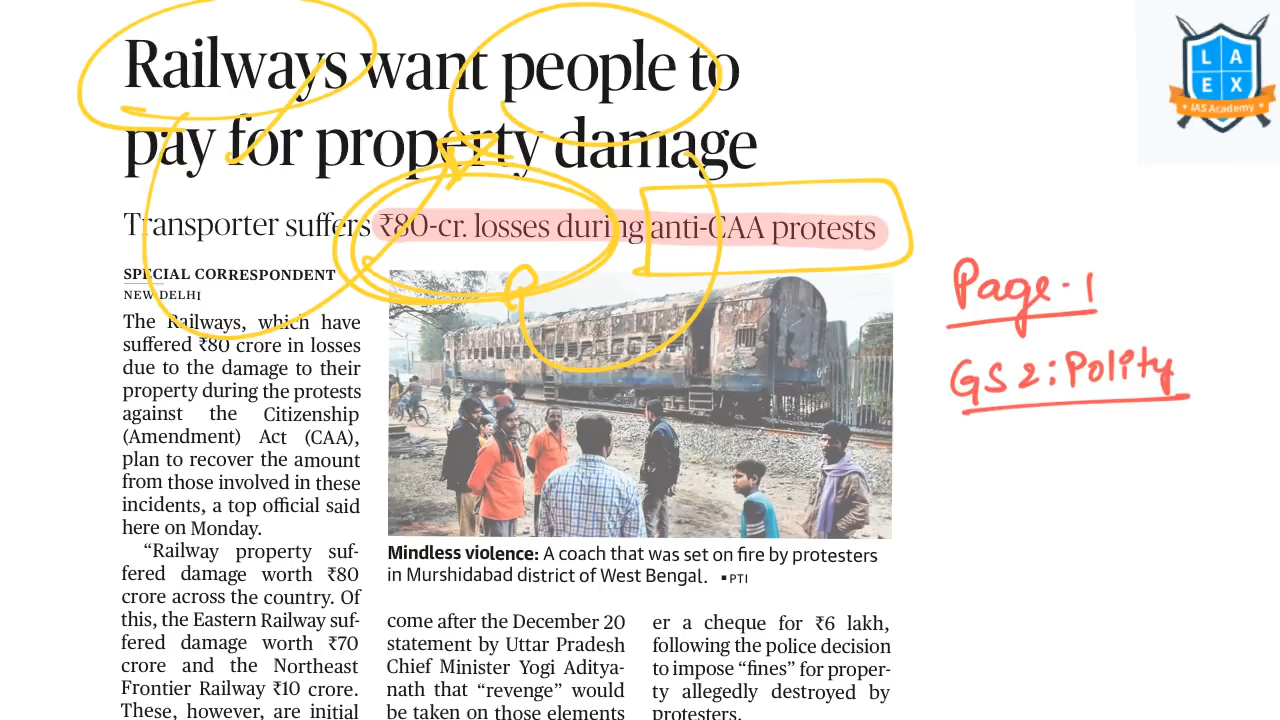 Railways want people to
pay for property damage
Transporter suffers ₹80-cr. losses during anti-CAA protests
SPECIAL CORRESPONDENT
NEW DELHI
The Railways, which have
suffered ₹80 crore in losses
due to the damage to their
property during the protests
against the Citizenship
(Amendment) Act (CAA),
plan to recover the amount
from those involved in these
incidents, a top official said
here on Monday.
“Railway property suf-
fered damage worth ₹80
crore across the country. Of
this, the Eastern Railway suf-
fered damage worth ₹70
crore and the Northeast
Frontier Railway ₹10 crore.
These, however, are initial
Mindless violence: A coach that was set on fire by protesters
in Murshidabad district of West Bengal. ▪ PTI
come after the December 20
statement by Uttar Pradesh
Chief Minister Yogi Aditya-
nath that “revenge” would
be taken on those elements
er a cheque for ₹6 lakh,
following the police decision
to impose “fines” for proper-
ty allegedly destroyed by
protesters.
Page-1
GS 2: Polity
L A
E X
IAS Academy